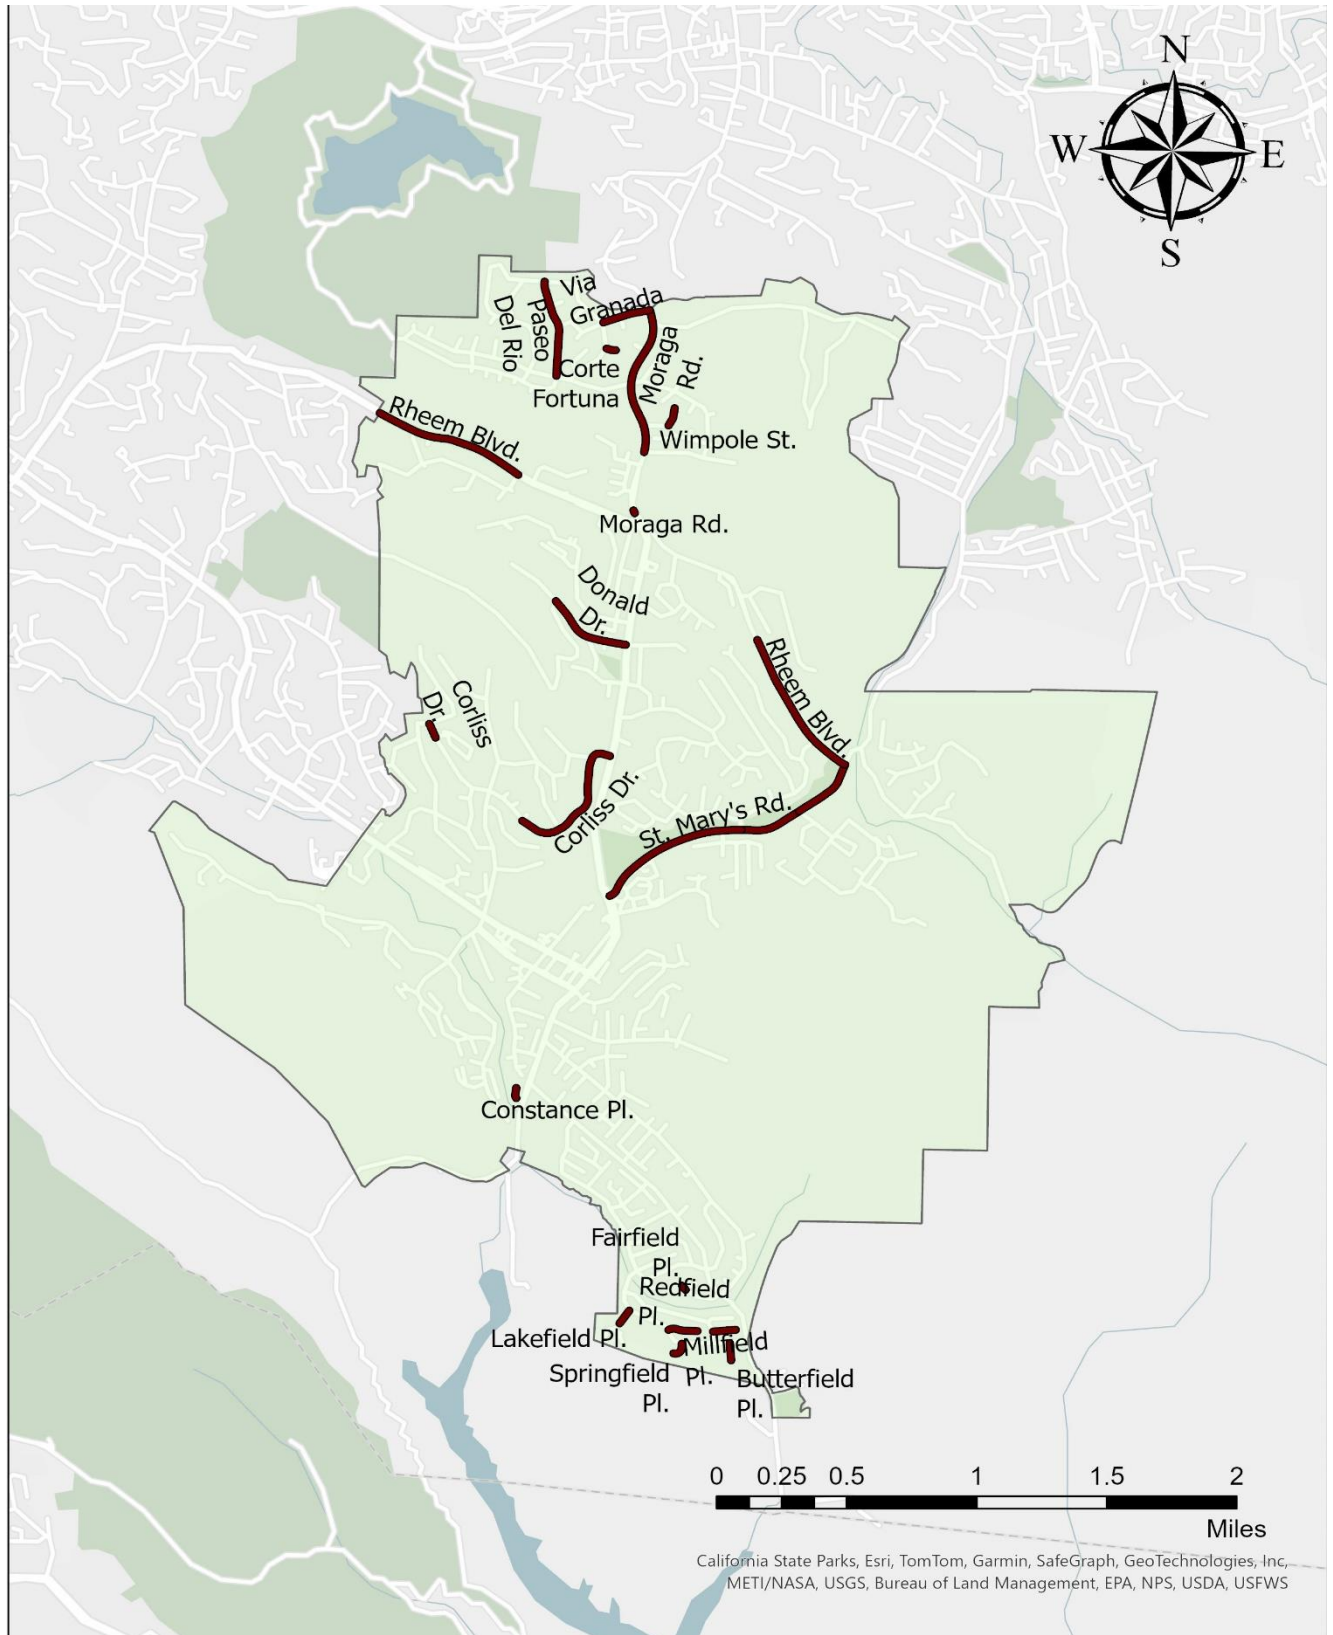 N
W
E
S
Via
Granada
Paseo
Del Rio
Corte
Fortuna
Moraga
Rd.
Wimpole St.
Rheem Blvd.
Moraga Rd.
Donald
Dr.
Rheem Blvd.
Corliss
Dr.
Corliss Dr.
St. Mary's Rd.
Constance Pl.
Fairfield
Pl.
Redfield
Pl.
Lakefield Pl.
Millfield
Pl.
Springfield
Pl.
Butterfield
Pl.
0 0.25 0.5 1 1.5 2
Miles
California State Parks, Esri, TomTom, Garmin, SafeGraph, GeoTechnologies, Inc,
METI/NASA, USGS, Bureau of Land Management, EPA, NPS, USDA, USFWS